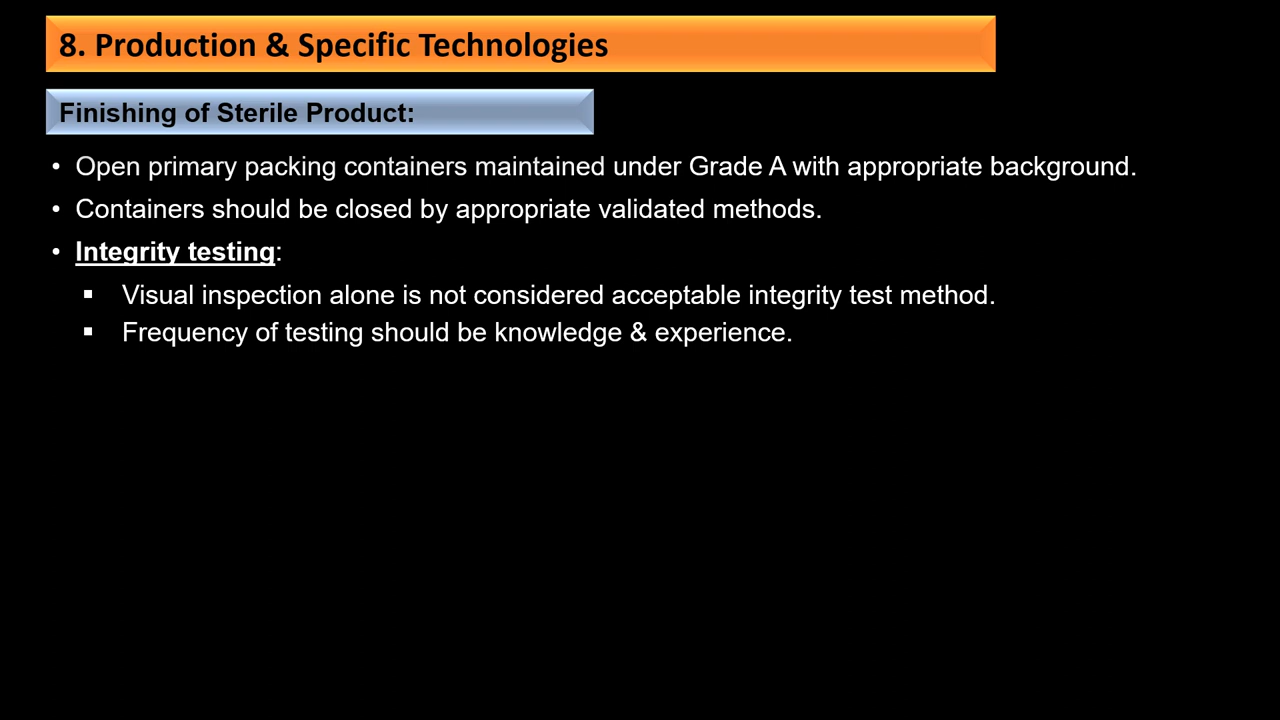 8. Production & Specific Technologies
Finishing of Sterile Product:
• Open primary packing containers maintained under Grade A with appropriate background.
• Containers should be closed by appropriate validated methods.
• Integrity testing:
▪ Visual inspection alone is not considered acceptable integrity test method.
▪ Frequency of testing should be knowledge & experience.